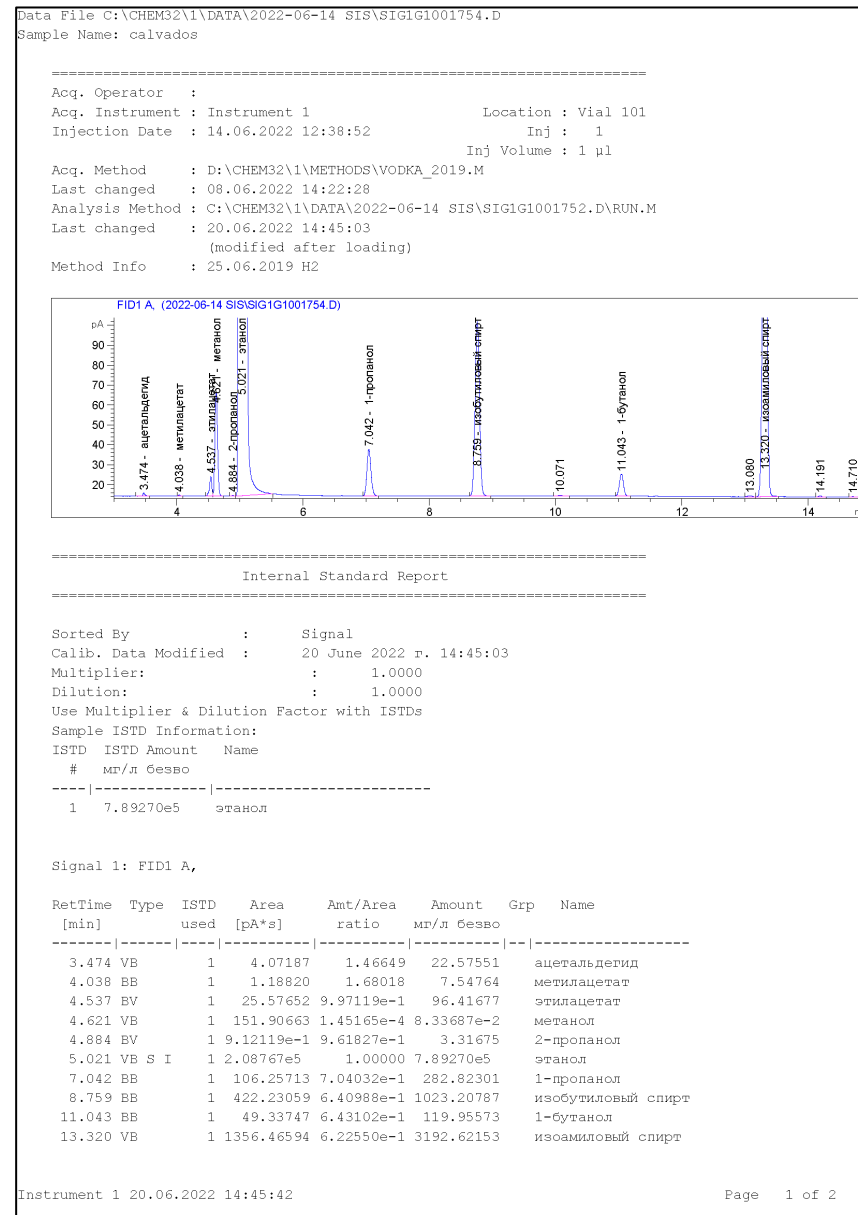 Data File C:\CHEM32\1\DATA\2022-06-14 SIS\SIG1G1001754.D
Sample Name: calvados
=====================================================================
Acq. Operator   :
Acq. Instrument : Instrument 1                    Location : Vial 101
Injection Date  : 14.06.2022 12:38:52                  Inj :   1
Inj Volume : 1 µl
Acq. Method     : D:\CHEM32\1\METHODS\VODKA_2019.M
Last changed    : 08.06.2022 14:22:28
Analysis Method : C:\CHEM32\1\DATA\2022-06-14 SIS\SIG1G1001752.D\RUN.M
Last changed    : 20.06.2022 14:45:03
(modified after loading)
Method Info     : 25.06.2019 H2
FID1 A, (2022-06-14 SIS\SIG1G1001754.D)
pA
90
80
70
60
50
40
30
20
3.474 - ацетальдегид
4.038 - метилацетат
4.537 - этилацетат
4.621 - метанол
4.884 - 2-пропанол
5.021 - этанол
7.042 - 1-пропанол
8.759 - изобутиловый спирт
10.071
11.043 - 1-бутанол
13.080
13.320 - изоамиловый спирт
14.191
14.710
4 6 8 10 12 14
=====================================================================
Internal Standard Report
=====================================================================
Sorted By             :      Signal
Calib. Data Modified  :      20 June 2022 г. 14:45:03
Multiplier:                   :      1.0000
Dilution:                     :      1.0000
Use Multiplier & Dilution Factor with ISTDs
Sample ISTD Information:
ISTD  ISTD Amount   Name
#   мг/л безво
----|-------------|-------------------------
1   7.89270e5    этанол
Signal 1: FID1 A,
RetTime  Type  ISTD    Area     Amt/Area    Amount   Grp   Name
[min]         used  [pA*s]     ratio    мг/л безво
-------|------|----|----------|----------|----------|--|------------------
3.474 VB       1    4.07187    1.46649   22.57551    ацетальдегид
4.038 BB       1    1.18820    1.68018    7.54764    метилацетат
4.537 BV       1   25.57652 9.97119e-1   96.41677    этилацетат
4.621 VB       1  151.90663 1.45165e-4 8.33687e-2    метанол
4.884 BV       1 9.12119e-1 9.61827e-1    3.31675    2-пропанол
5.021 VB S I   1 2.08767e5     1.00000 7.89270e5     этанол
7.042 BB       1  106.25713 7.04032e-1  282.82301    1-пропанол
8.759 BB       1  422.23059 6.40988e-1 1023.20787    изобутиловый спирт
11.043 BB       1   49.33747 6.43102e-1  119.95573    1-бутанол
13.320 VB       1 1356.46594 6.22550e-1 3192.62153    изоамиловый спирт
Instrument 1 20.06.2022 14:45:42                                Page   1 of 2